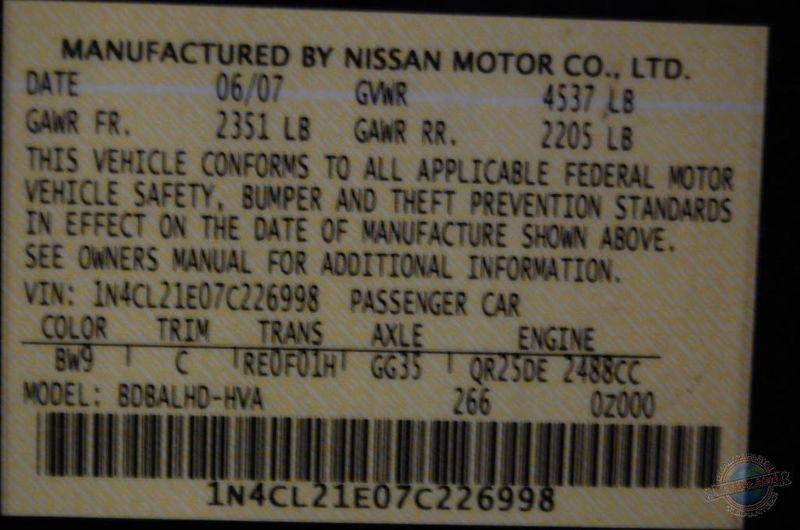 MANUFACTURED BY NISSAN MOTOR CO., LTD.
DATE 06/07 GVWR 4537 LB
GAWR FR. 2351 LB GAWR RR. 2205 LB
THIS VEHICLE CONFORMS TO ALL APPLICABLE FEDERAL MOTOR
VEHICLE SAFETY, BUMPER AND THEFT PREVENTION STANDARDS
IN EFFECT ON THE DATE OF MANUFACTURE SHOWN ABOVE.
SEE OWNERS MANUAL FOR ADDITIONAL INFORMATION.
VIN: 1N4CL21E07C226998 PASSENGER CAR
COLOR TRIM TRANS AXLE ENGINE
BW9 C RE0F01H GG35 QR25DE 2488CC
MODEL: BDBALHD-HVA 266 0Z000
1N4CL21E07C226998